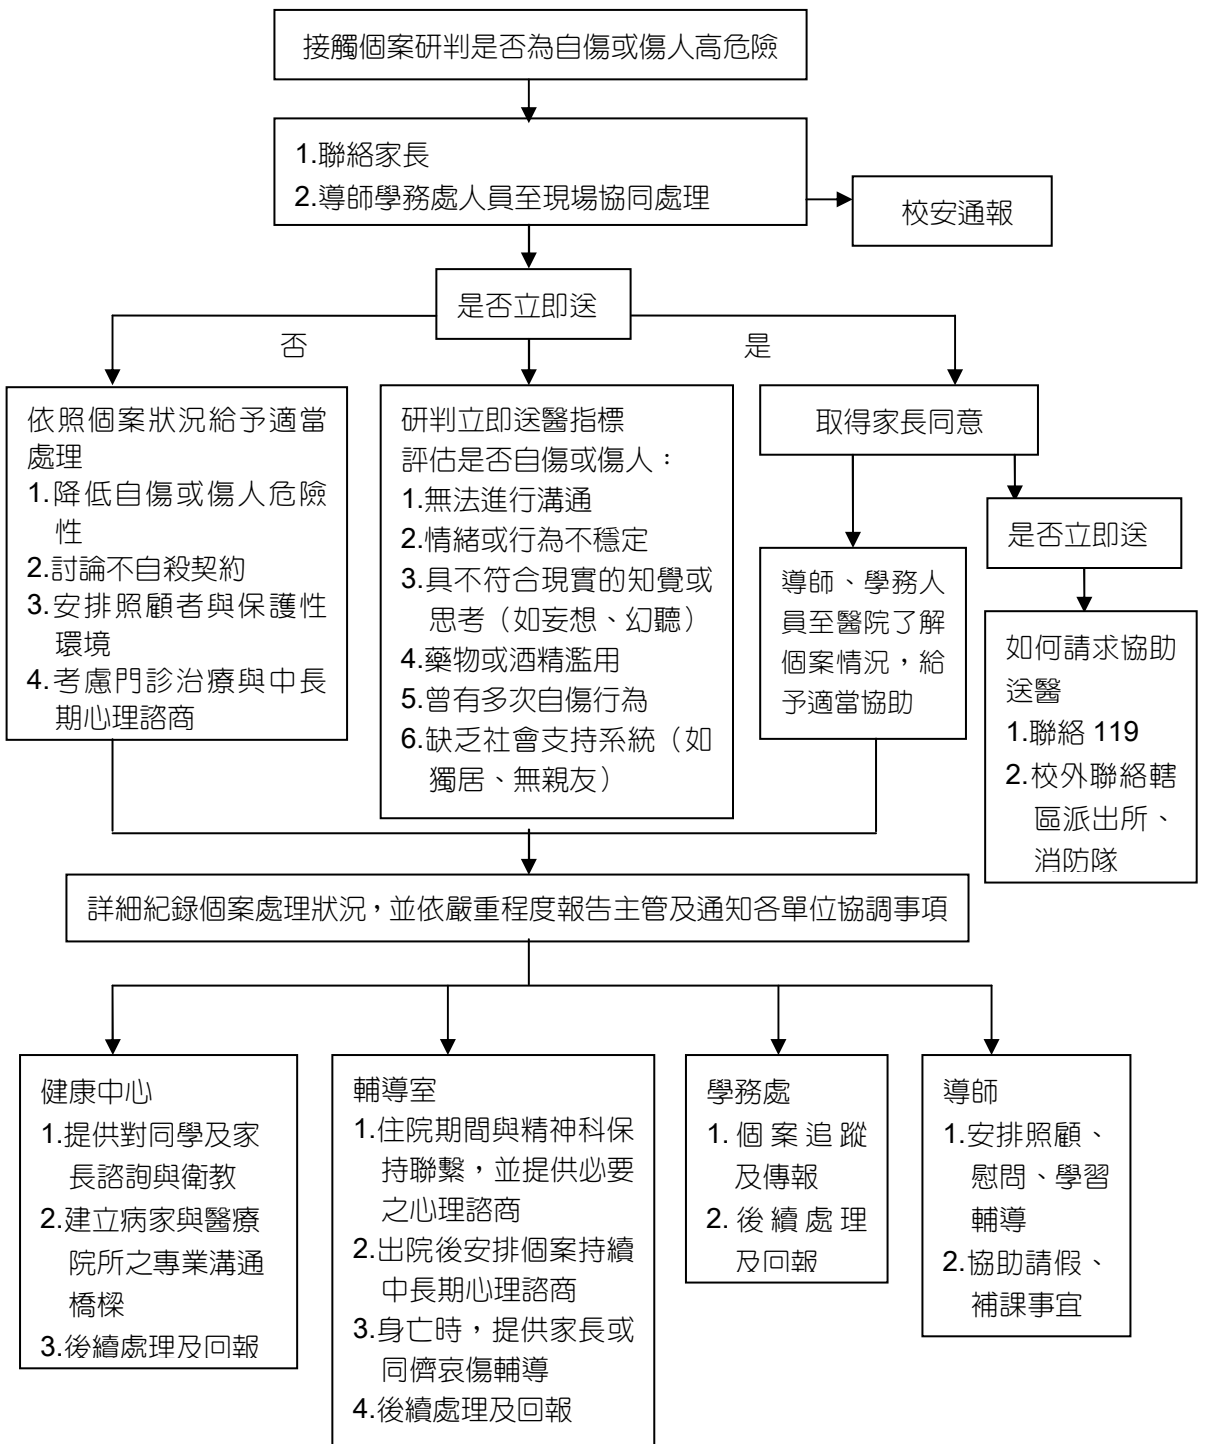 接觸個案研判是否為自傷或傷人高危險
1.聯絡家長
2.導師學務處人員至現場協同處理
校安通報
是否立即送
否
是
依照個案狀況給予適當
處理
1.降低自傷或傷人危險
性
2.討論不自殺契約
3.安排照顧者與保護性
環境
4.考慮門診治療與中長
期心理諮商
研判立即送醫指標
評估是否自傷或傷人：
1.無法進行溝通
2.情緒或行為不穩定
3.具不符合現實的知覺或
思考（如妄想、幻聽）
4.藥物或酒精濫用
5.曾有多次自傷行為
6.缺乏社會支持系統（如
獨居、無親友）
取得家長同意
導師、學務人
員至醫院了解
個案情況，給
予適當協助
是否立即送
如何請求協助
送醫
1.聯絡 119
2.校外聯絡轄
區派出所、
消防隊
詳細紀錄個案處理狀況，並依嚴重程度報告主管及通知各單位協調事項
健康中心
1.提供對同學及家
長諮詢與衛教
2.建立病家與醫療
院所之專業溝通
橋樑
3.後續處理及回報
輔導室
1.住院期間與精神科保
持聯繫，並提供必要
之心理諮商
2.出院後安排個案持續
中長期心理諮商
3.身亡時，提供家長或
同儕哀傷輔導
4.後續處理及回報
學務處
1.個案追蹤
及傳報
2.後續處理
及回報
導師
1.安排照顧、
慰問、學習
輔導
2.協助請假、
補課事宜